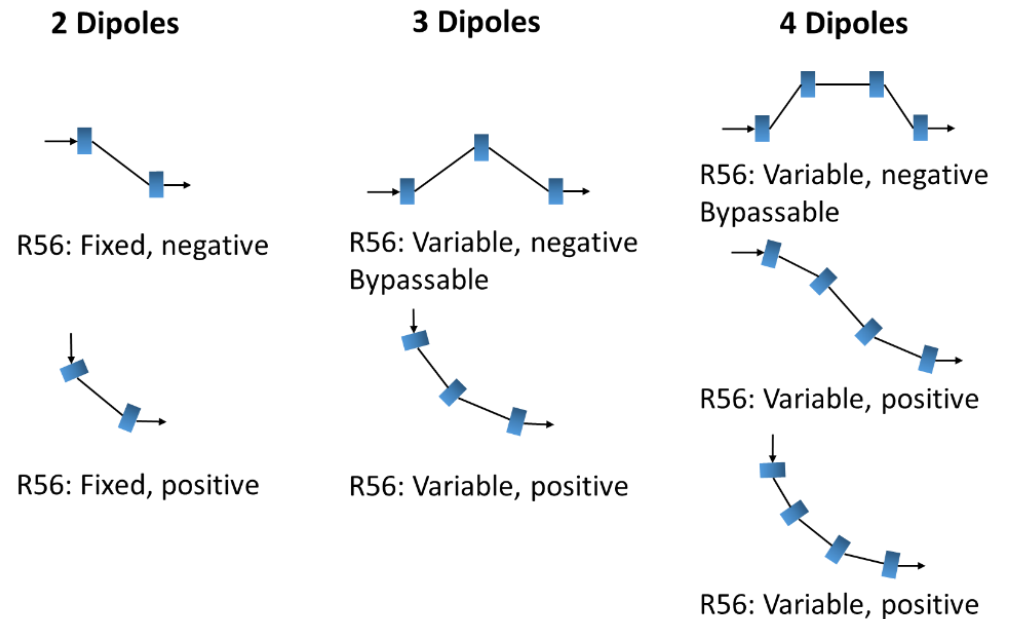 2 Dipoles
R56: Fixed, negative
R56: Fixed, positive
3 Dipoles
R56: Variable, negative
Bypassable
R56: Variable, positive
4 Dipoles
R56: Variable, negative
Bypassable
R56: Variable, positive
R56: Variable, positive